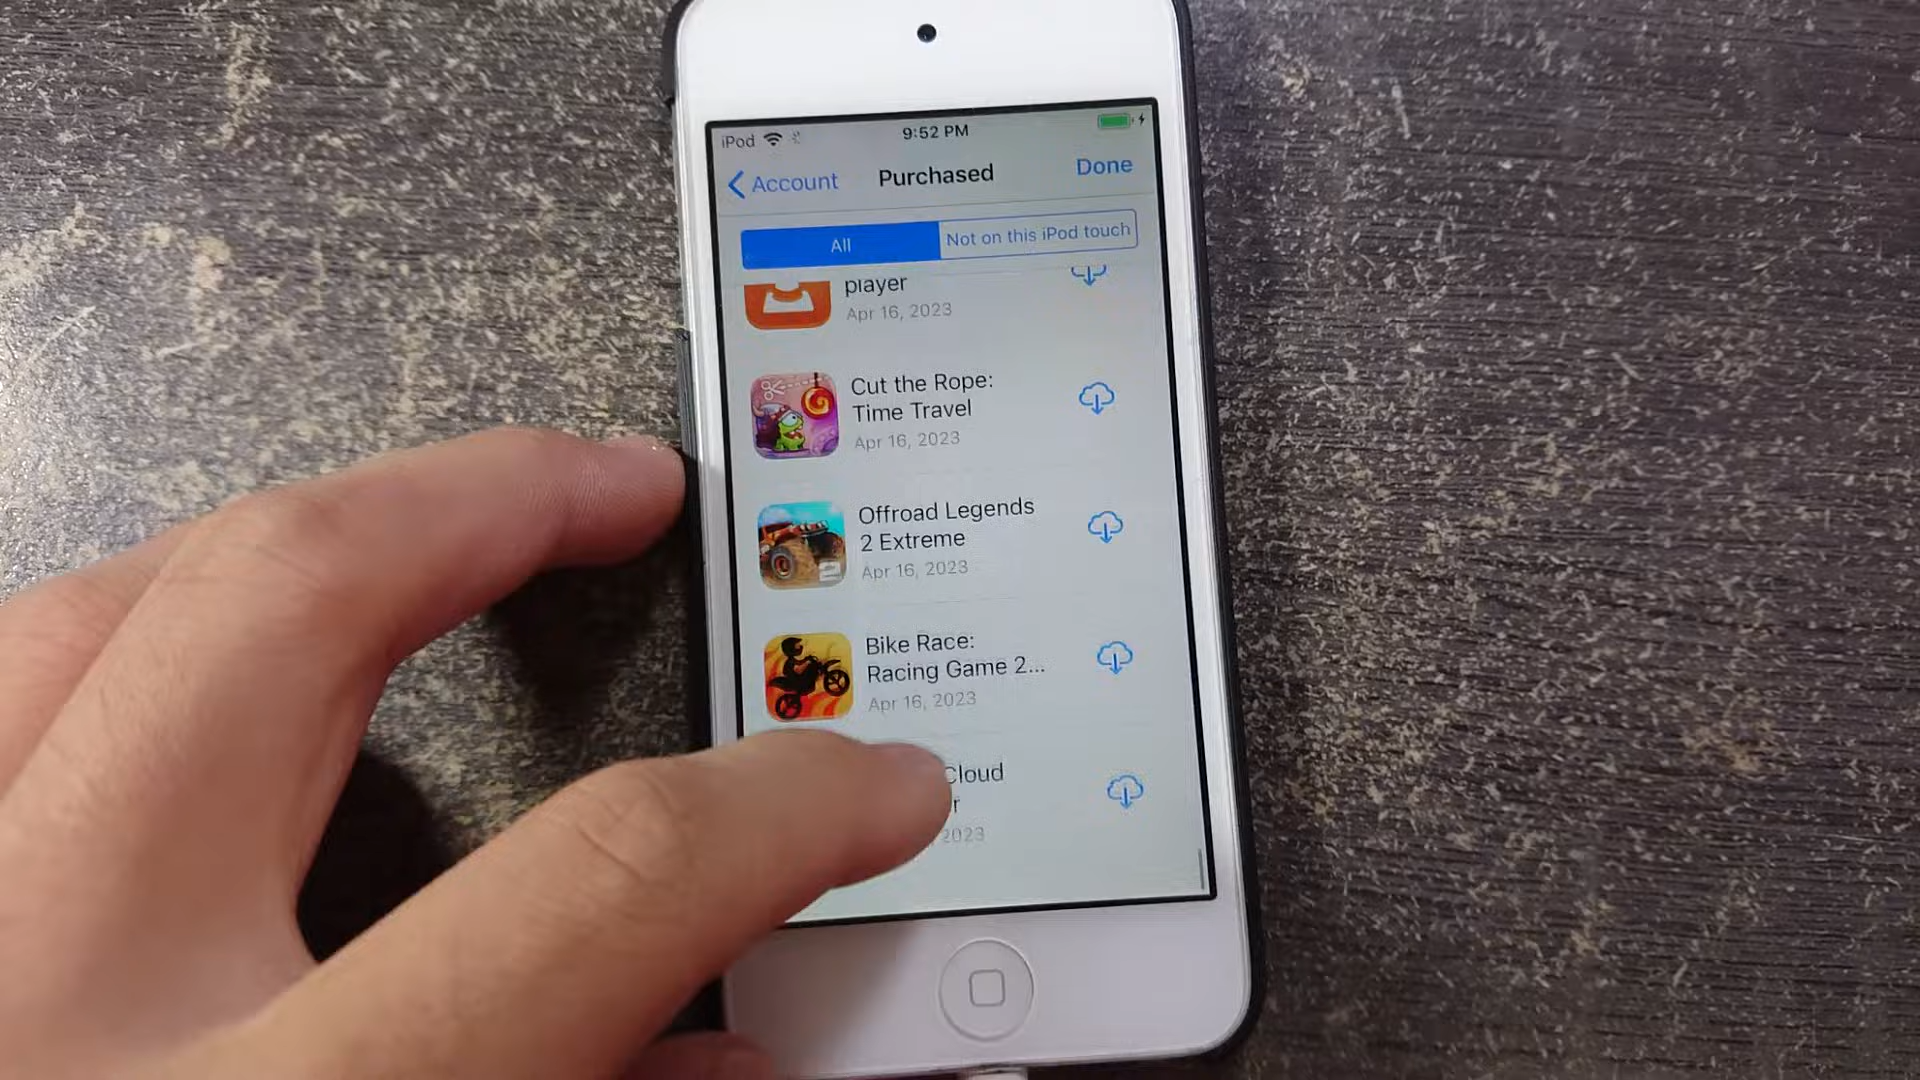 iPod
9:52 PM
Account
Purchased
Done
All
Not on this iPod touch
player
Apr 16, 2023
Cut the Rope:
Time Travel
Apr 16, 2023
Offroad Legends
2 Extreme
Apr 16, 2023
2
Bike Race:
Racing Game 2...
Apr 16, 2023
Cloud
2023